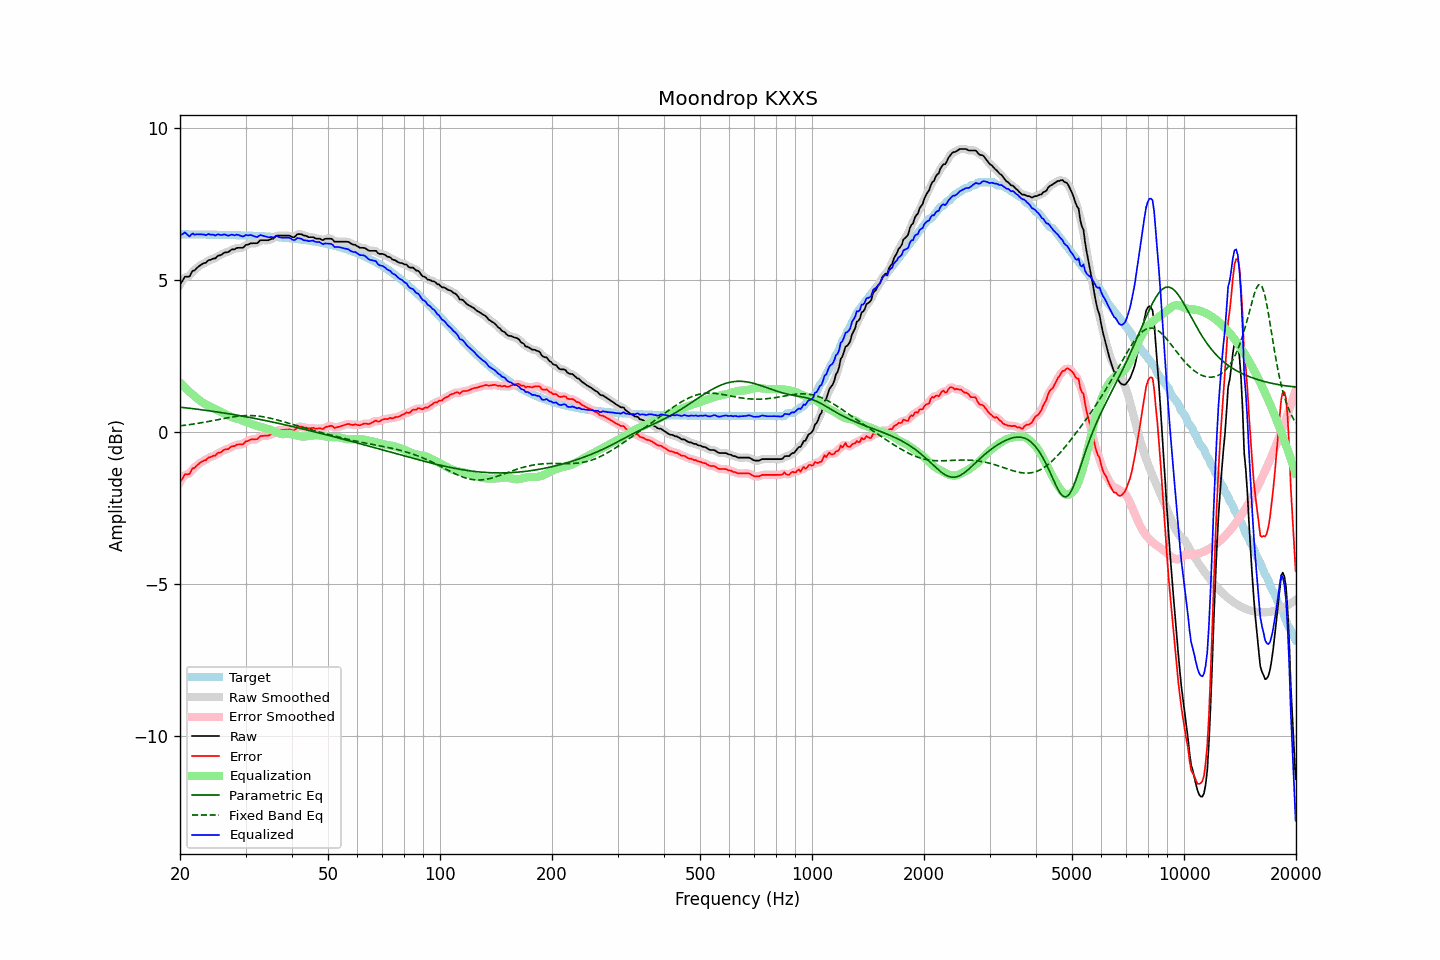 Moondrop KXXS
Amplitude (dBr)
10
5
0
−5
−10
Target
Raw Smoothed
Error Smoothed
Raw
Error
Equalization
Parametric Eq
Fixed Band Eq
Equalized
20 50 100 200 500 1000 2000 5000 10000 20000
Frequency (Hz)